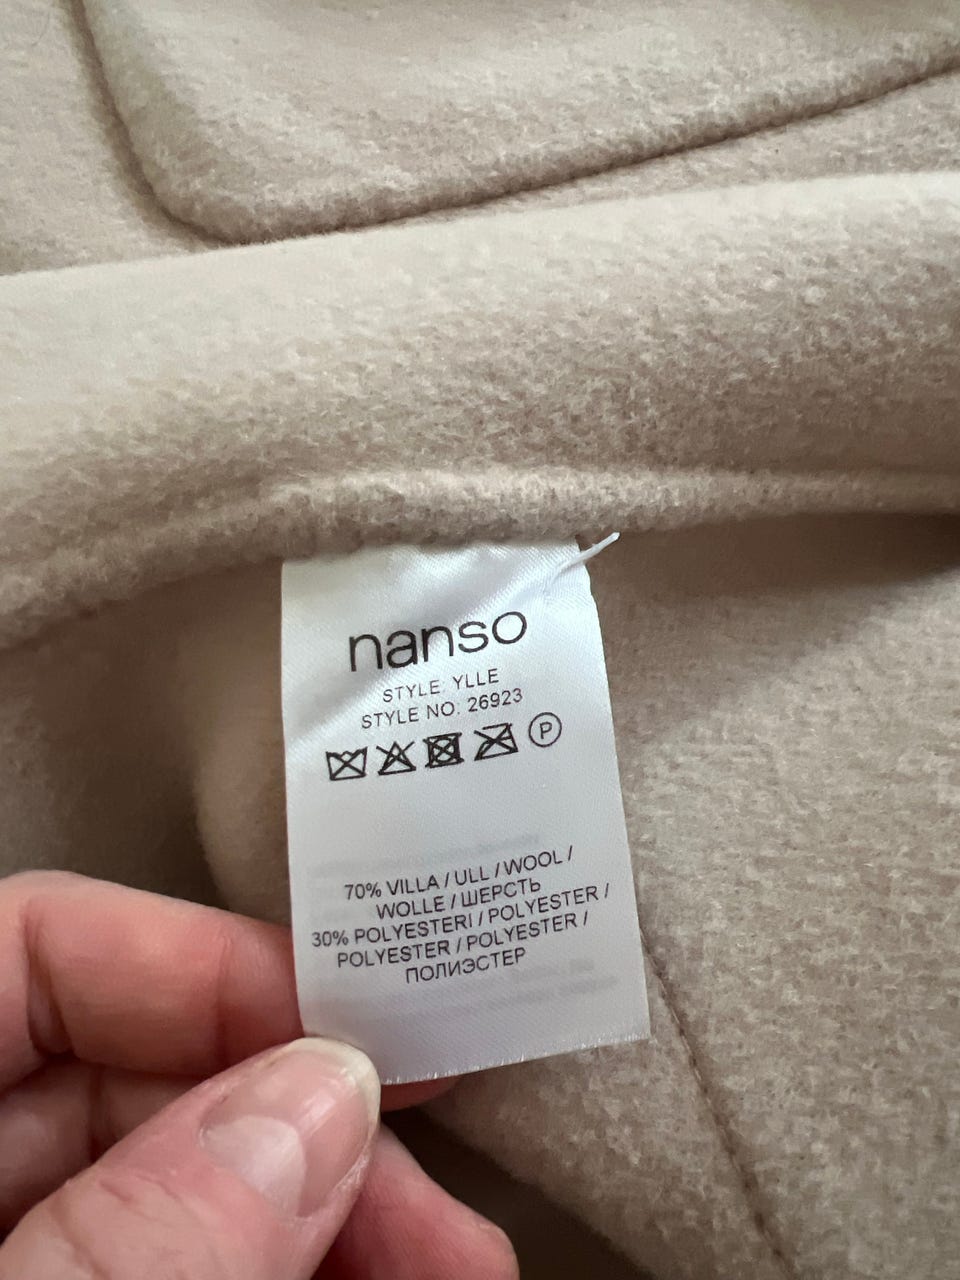 nanso
STYLE: YLLE
STYLE NO: 26923
P
70% VILLA / ULL / WOOL /
WOLLE / ШЕРСТЬ
30% POLYESTERI / POLYESTER /
POLYESTER / POLYESTER /
ПОЛИЭСТЕР